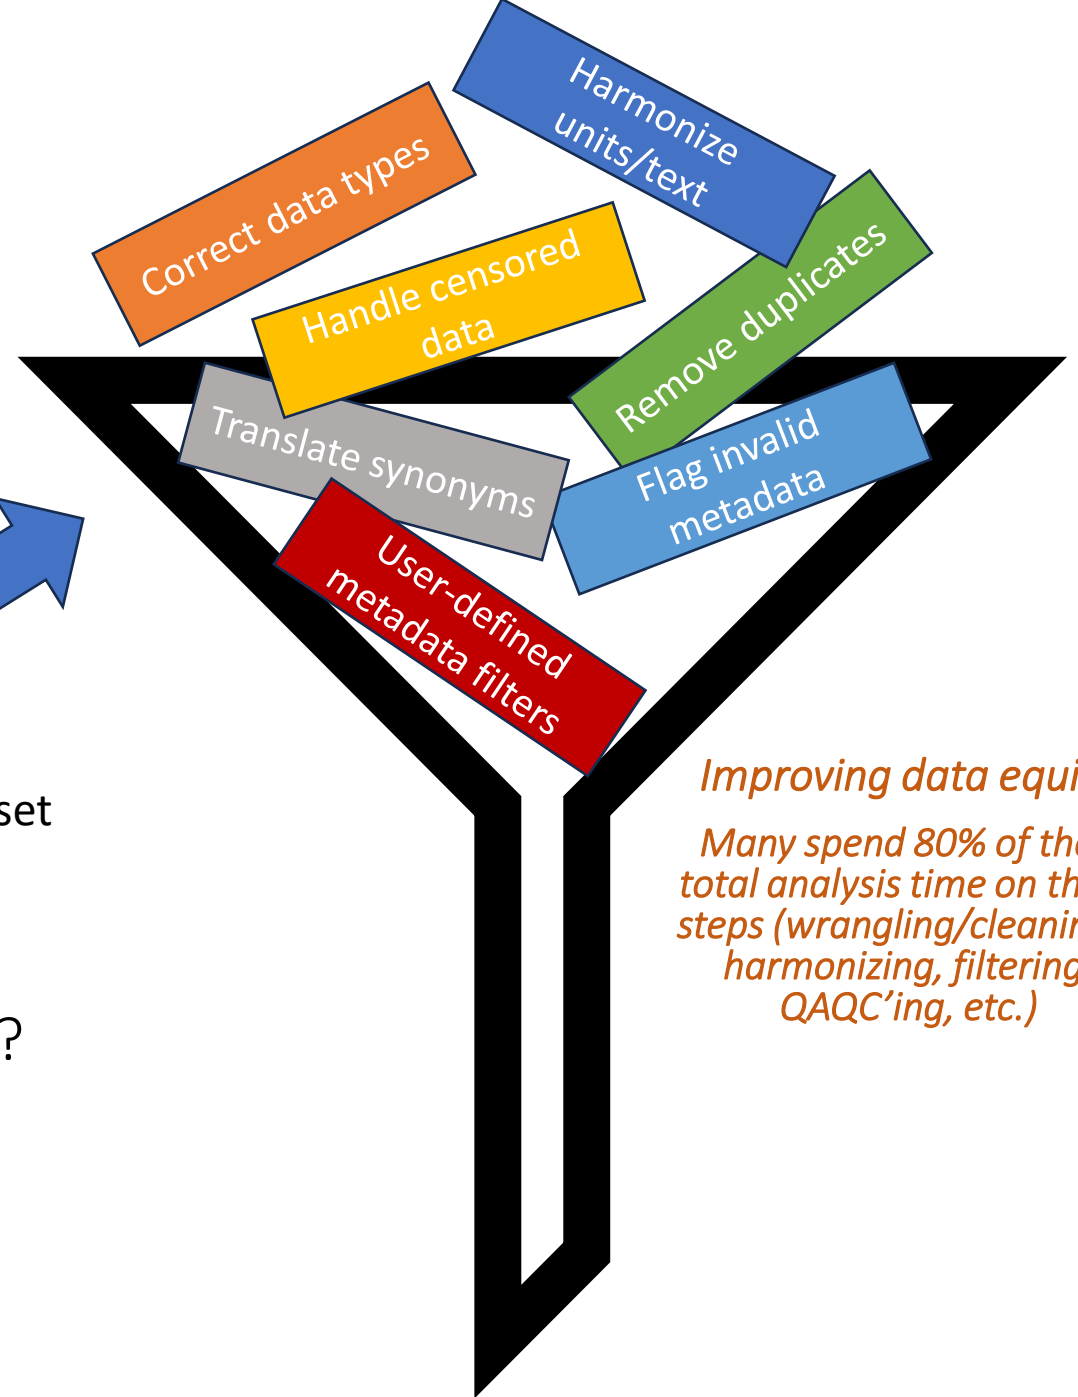 Harmonize
units/text
Correct data types
Handle censored
data
Remove duplicates
Translate synonyms
Flag invalid
metadata
User-defined
metadata filters
set
?
Improving data equi
Many spend 80% of the
total analysis time on th
steps (wrangling/cleanin
harmonizing, filtering
QAQC’ing, etc.)